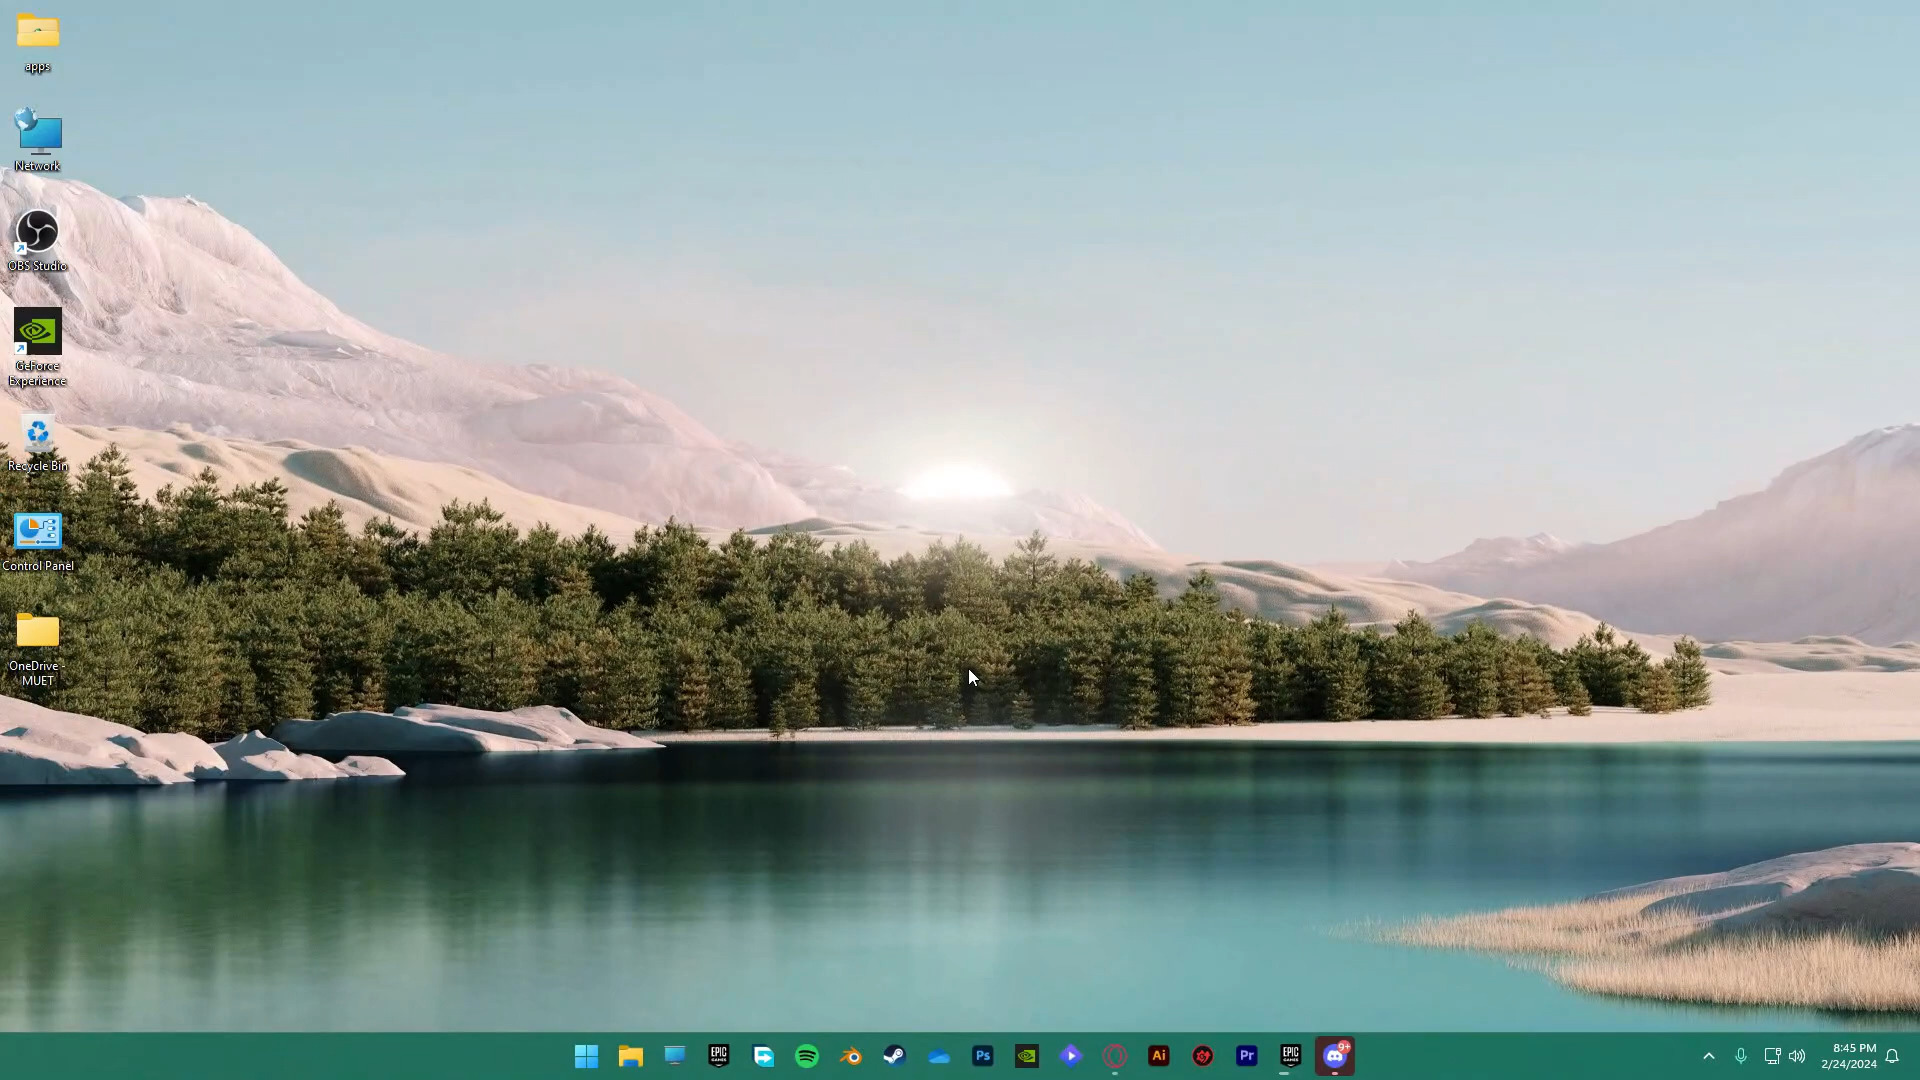 apps
Network
OBS Studio
GeForce
Experience
Recycle Bin
Control Panel
OneDrive -
MUET
EPIC
GAMES
Ps
Ai
Pr
EPIC
GAMES
9+
8:45 PM
2/24/2024